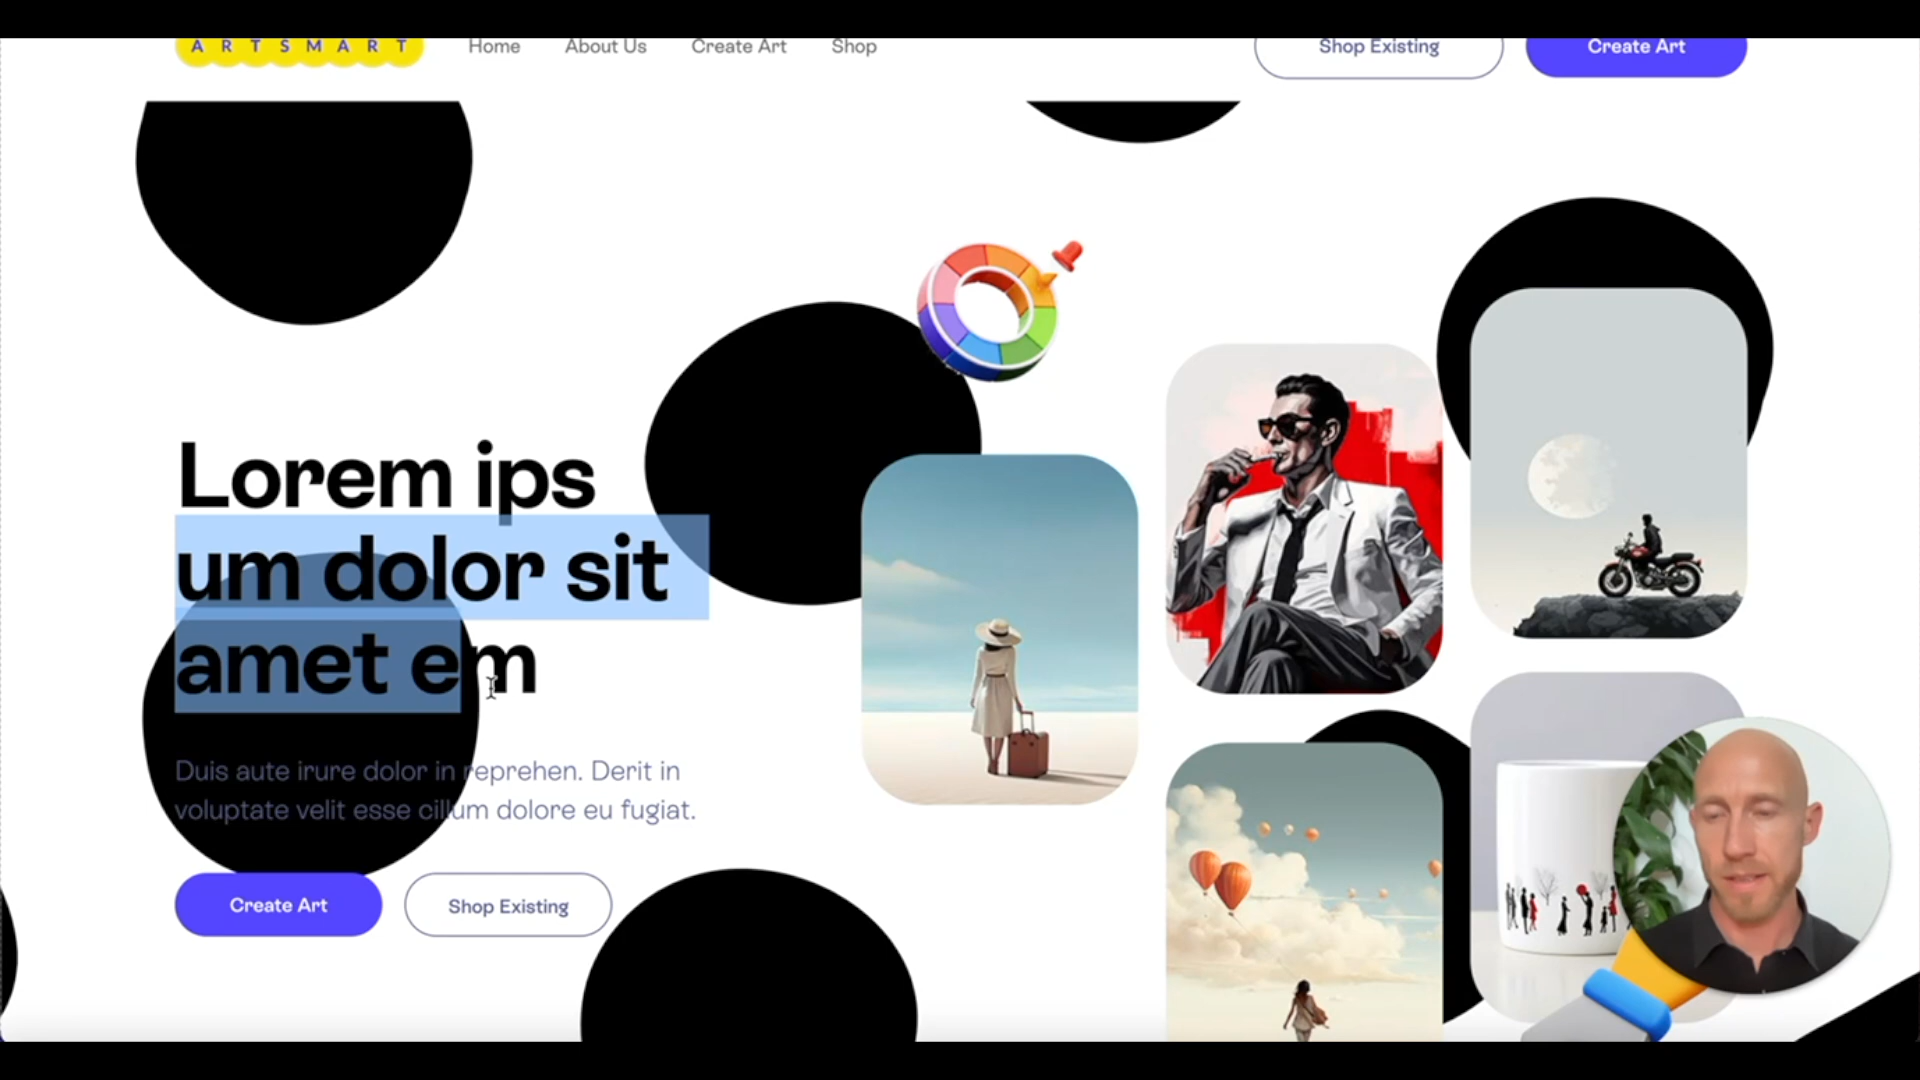 ARTSMART
Home
About Us
Create Art
Shop
Shop Existing
Create Art
Lorem ips
um dolor sit
amet em
Duis aute irure dolor in reprehen. Derit in
voluptate velit esse cillum dolore eu fugiat.
Create Art
Shop Existing